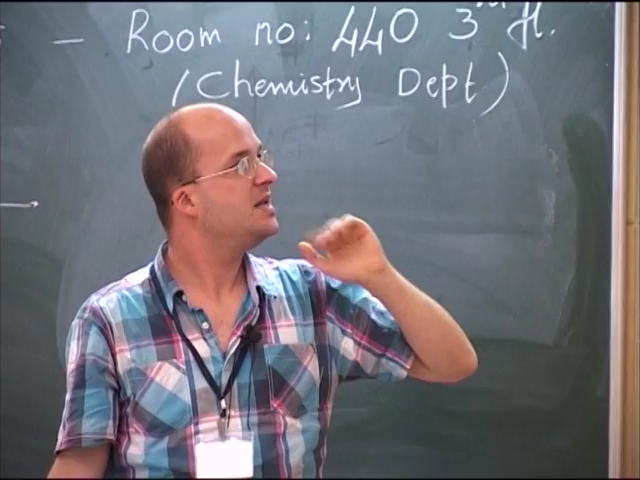 — Room no: 440 3rd fl.
(Chemistry Dept)